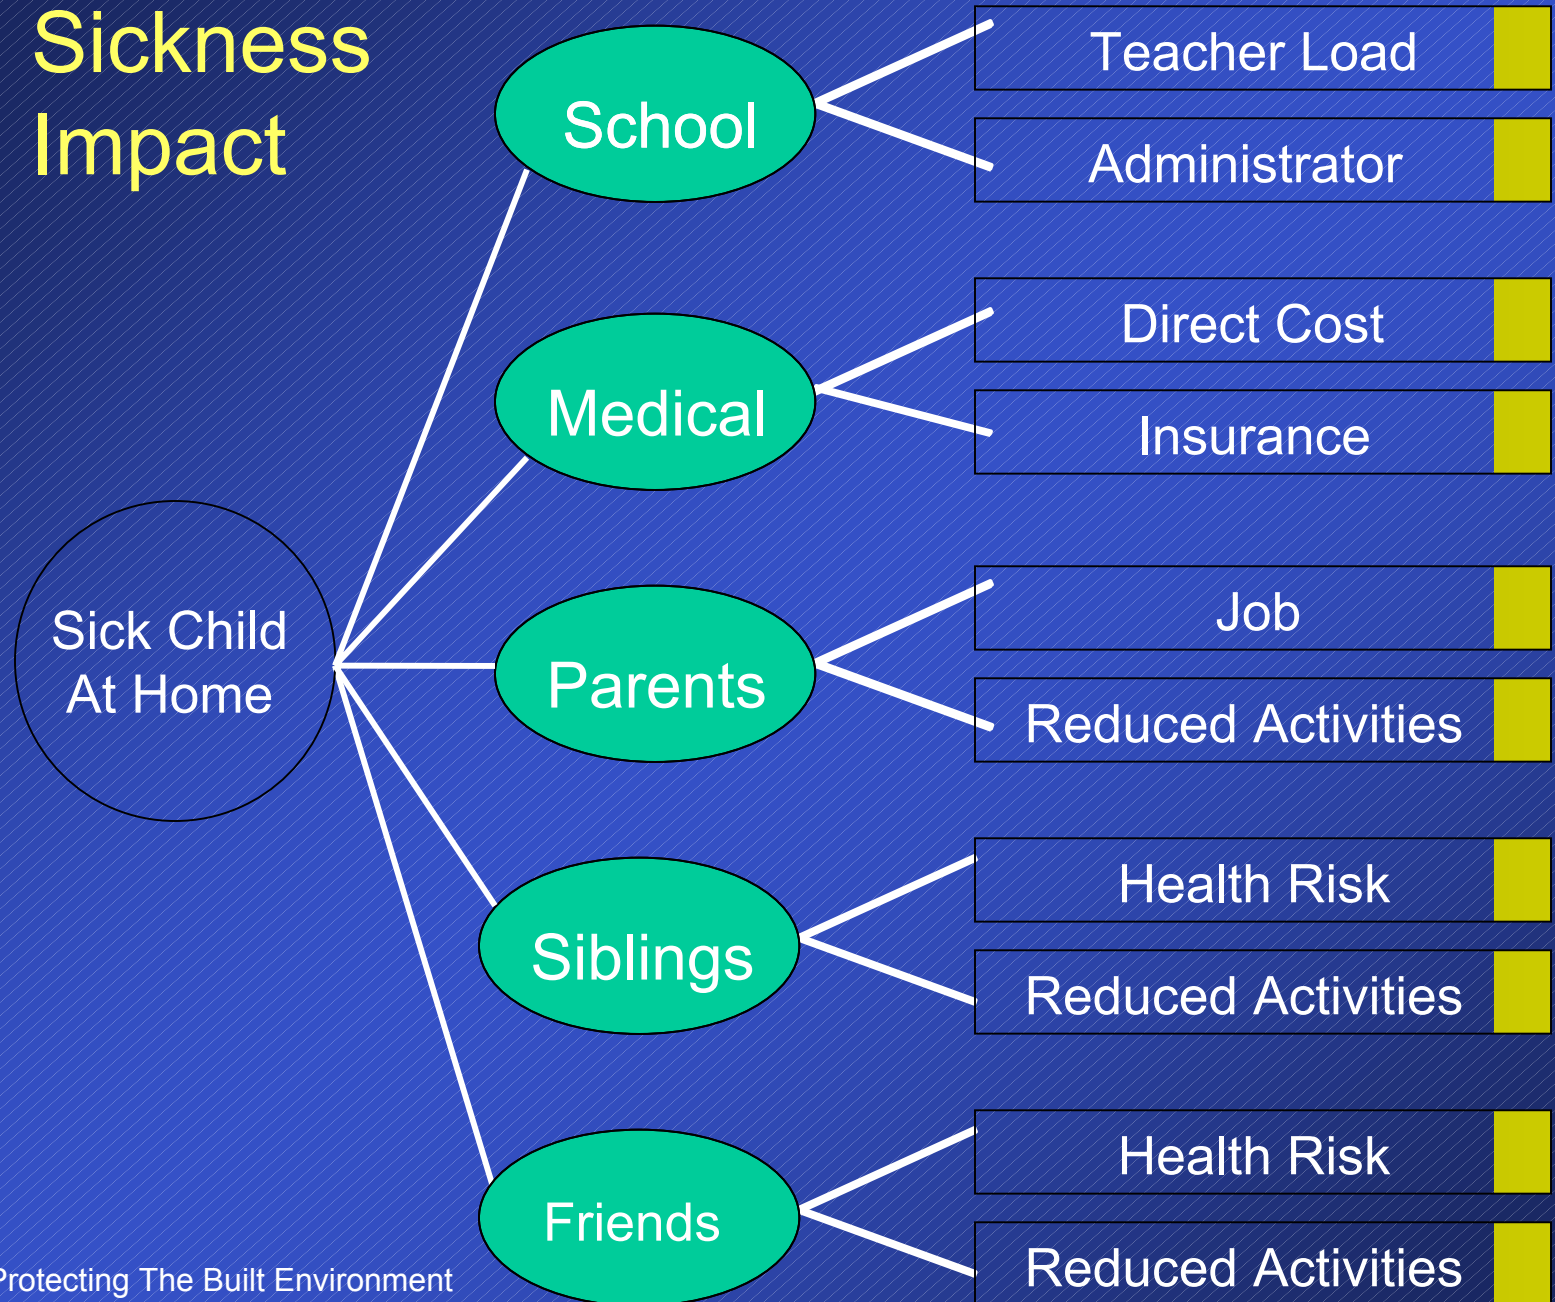 Sickness
Impact
School
Teacher Load
Administrator
Medical
Direct Cost
Insurance
Sick Child
At Home
Parents
Job
Reduced Activities
Siblings
Health Risk
Reduced Activities
Friends
Health Risk
Reduced Activities
Protecting The Built Environment